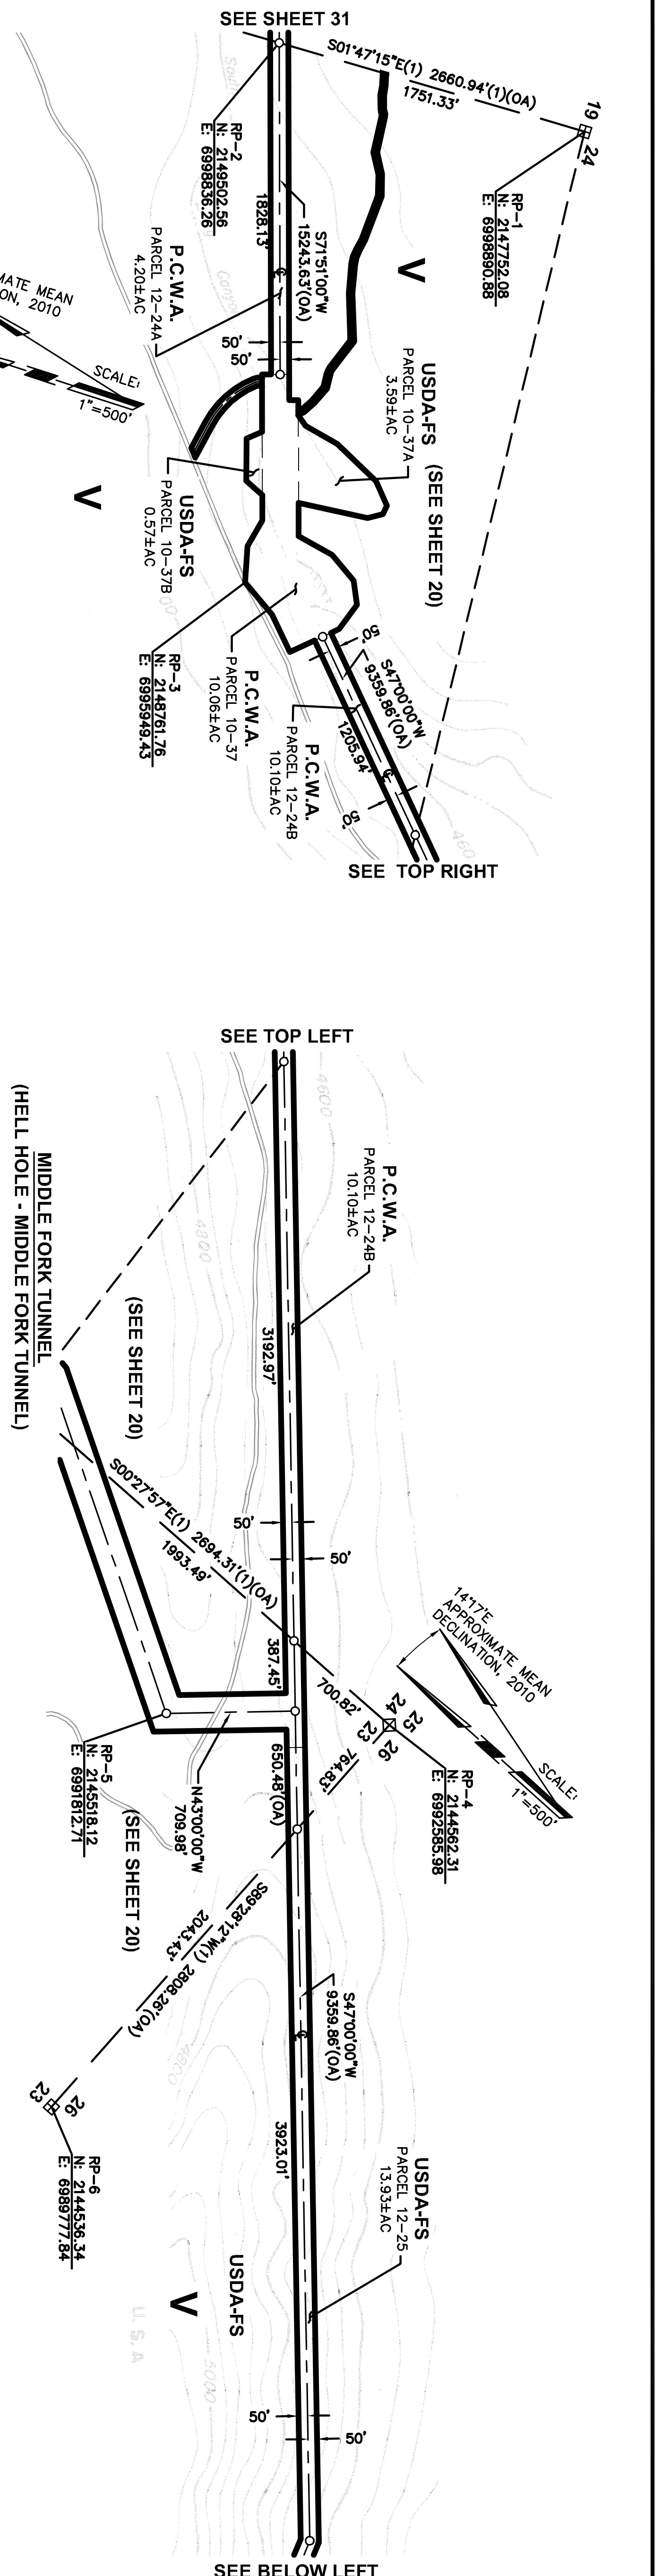 SEE SHEET 31
S01°47'15"E(1) 2660.94'(1)(OA)
1751.33'
19
24
RP-1
N: 2147752.08
E: 6998890.88
RP-2
N: 2149502.56
E: 6998836.26
1828.13'
S71°51'00"W
15243.63'(OA)
P.C.W.A.
PARCEL 12-24A
4.20±AC
50'
50'
V
USDA-FS
PARCEL 10-37A
3.59±AC
(SEE SHEET 20)
MATE MEAN
ON, 2010
SCALE:
1"=500'
V
USDA-FS
PARCEL 10-37B
0.57±AC
RP-3
N: 2148761.76
E: 6995949.43
P.C.W.A.
PARCEL 10-37
10.06±AC
P.C.W.A.
PARCEL 12-24B
10.10±AC
50'
S47°00'00"W
9359.86'(OA)
1205.94'
50'
460
SEE TOP RIGHT
SEE TOP LEFT
4600
4800
P.C.W.A.
PARCEL 12-24B
10.10±AC
3192.97'
MIDDLE FORK TUNNEL
(HELL HOLE - MIDDLE FORK TUNNEL)
(SEE SHEET 20)
S00°27'57"E(1) 2694.31'(1)(OA)
1993.49'
50'
50'
387.45'
700.82'
14°17'E
APPROXIMATE MEAN
DECLINATION, 2010
SCALE:
1"=500'
24
25
23
26
RP-4
N: 2144562.31
E: 6992585.98
764.83'
650.48'(OA)
RP-5
N: 2145518.12
E: 6991812.71
N43°00'00"W
709.98'
(SEE SHEET 20)
S89°28'12"W(1) 2808.26'(OA)
2043.43'
S47°00'00"W
9359.86'(OA)
4800
23
26
RP-6
N: 2144536.34
E: 6989777.84
3923.01'
USDA-FS
PARCEL 12-25
13.93±AC
USDA-FS
V
U. S. A
5000
50'
50'
SEE BELOW LEFT